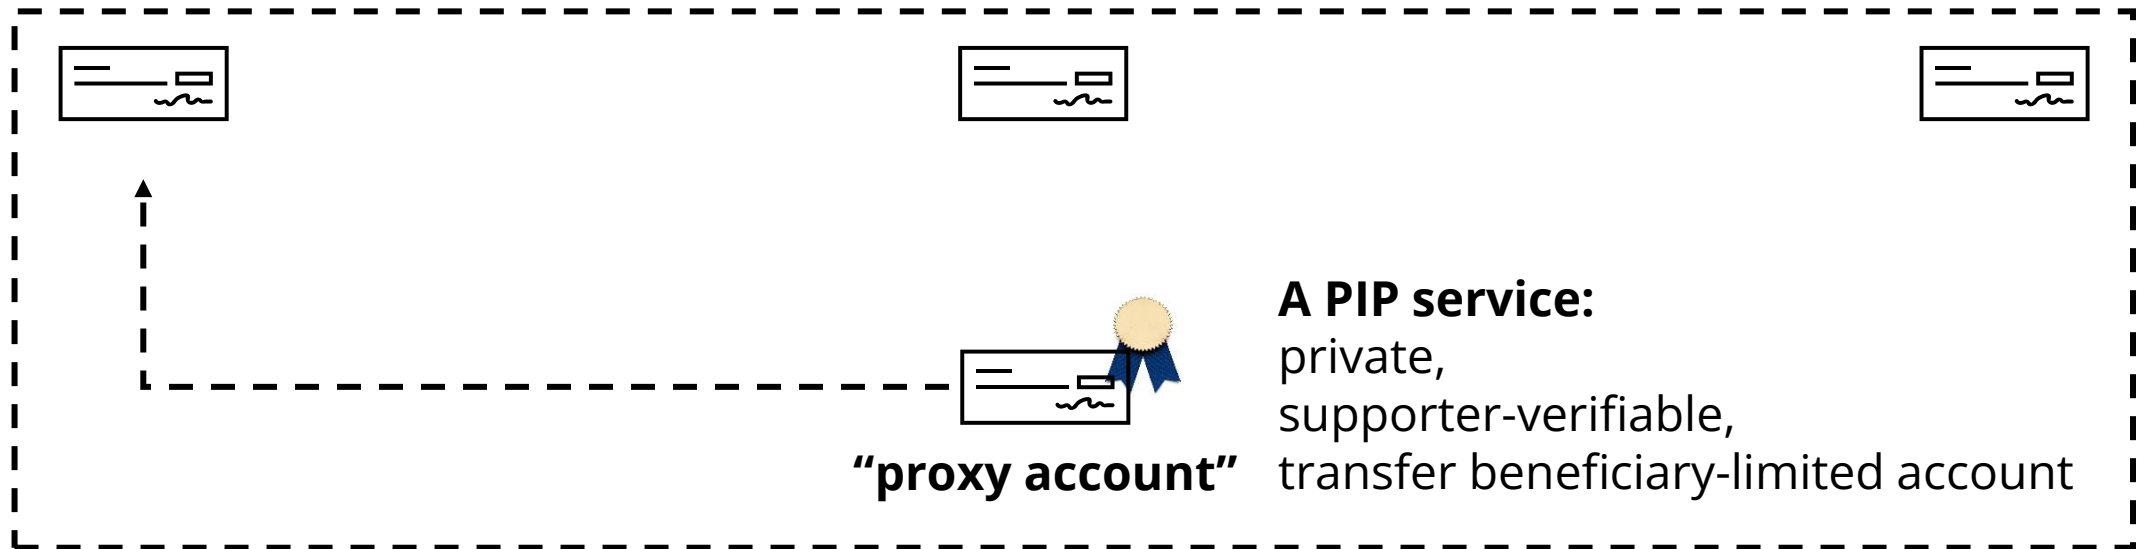 A PIP service:
private,
supporter-verifiable,
“proxy account”
transfer beneficiary-limited account